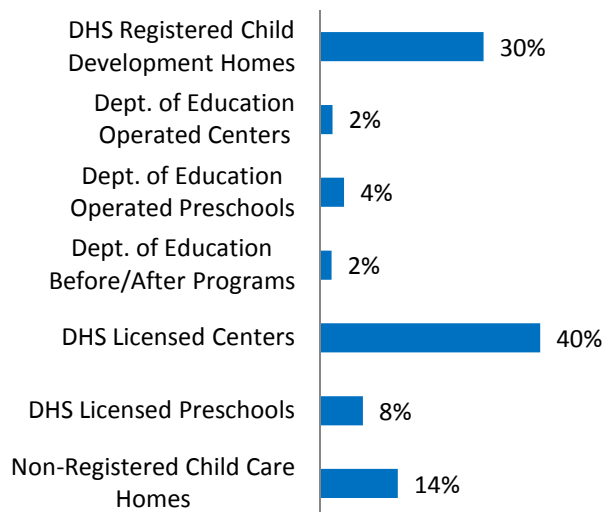 DHS Registered Child
Development Homes
30%
Dept. of Education
Operated Centers
2%
Dept. of Education
Operated Preschools
4%
Dept. of Education
Before/After Programs
2%
DHS Licensed Centers
40%
DHS Licensed Preschools
8%
Non-Registered Child Care
Homes
14%